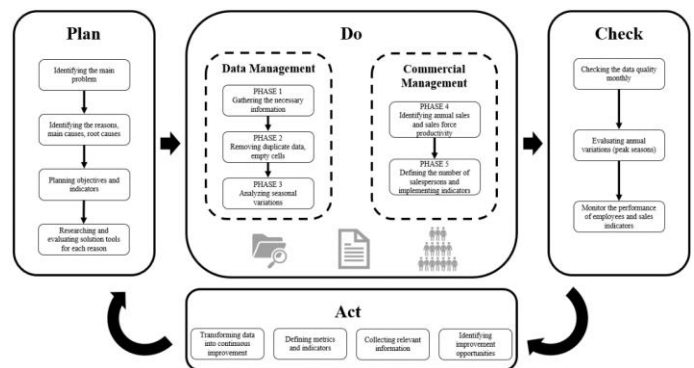 Plan
Identifying the main
problem
Identifying the reasons,
main causes, root causes
Planning objectives and
indicators
Researching and
evaluating solution tools
for each reason
Do
Data Management
PHASE 1
Gathering the necessary
information
PHASE 2
Removing duplicate data,
empty cells
PHASE 3
Analyzing seasonal
variations
Commercial
Management
PHASE 4
Identifying annual sales
and sales force
productivity
PHASE 5
Defining the number of
salespersons and
implementing indicators
Check
Checking the data quality
monthly
Evaluating annual
variations (peak seasons)
Monitor the performance
of employees and sales
indicators
Act
Transforming data
into continuous
improvement
Defining metrics
and indicators
Collecting relevant
information
Identifying
improvement
opportunities